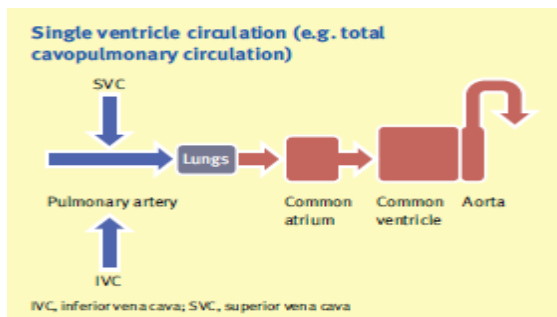 Single ventricle circulation (e.g. total
cavopulmonary circulation)
SVC
Lungs
Pulmonary artery
Common
atrium
Common
ventricle
Aorta
IVC
IVC, inferior vena cava; SVC, superior vena cava